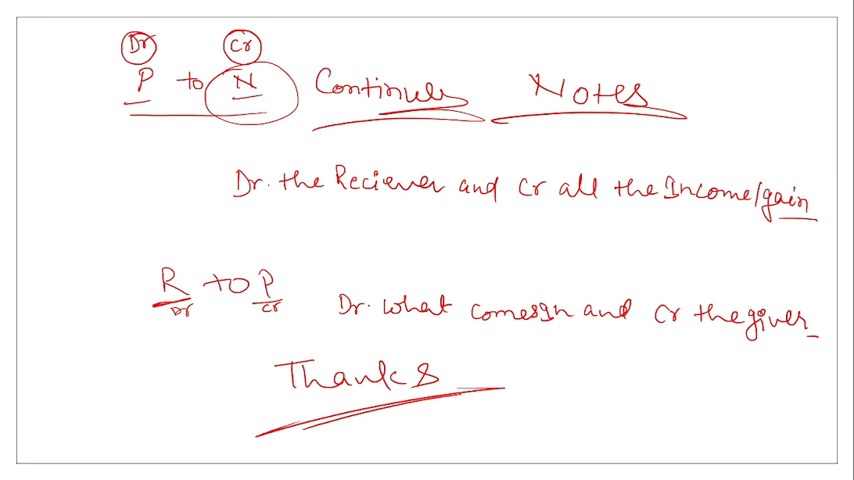 Dr Cr
P to N Continue Notes
Dr. the Reciever and Cr all the Income/gain
R to P
Dr Cr
Dr. What comes In and Cr the giver
Thanks